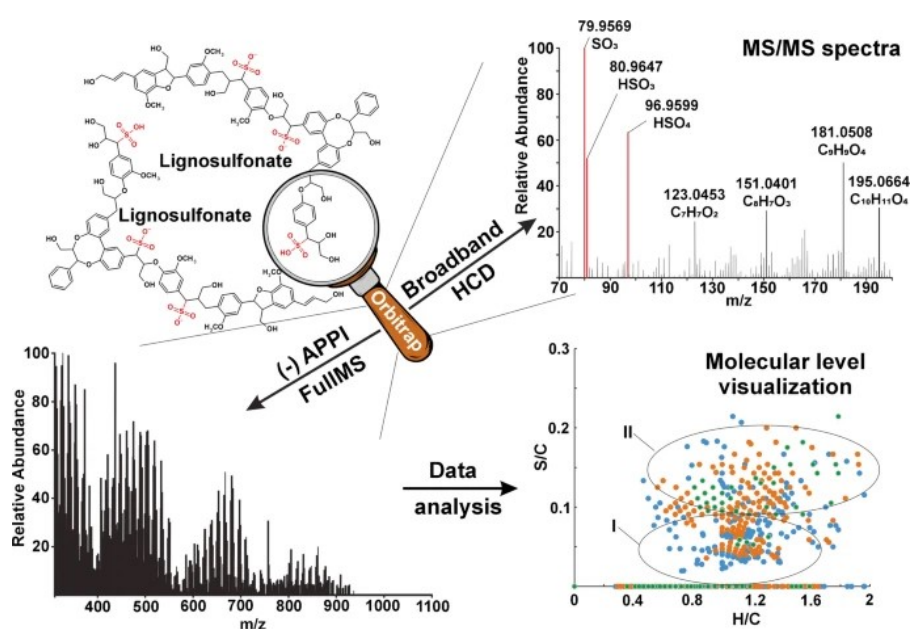 79.9569
SO₃
MS/MS spectra
80.9647
HSO₃
96.9599
HSO₄
181.0508
C₉H₉O₄
195.0664
C₁₀H₁₁O₄
151.0401
C₈H₇O₃
123.0453
C₇H₇O₂
Relative Abundance
100
80
60
40
20
70
90
110
130
150
170
190
m/z
Lignosulfonate
Lignosulfonate
Orbitrap
Broadband
HCD
(-) APPI
FullMS
Relative Abundance
100
80
60
40
20
400
500
600
700
800
900
1000
1100
m/z
Data
analysis
Molecular level
visualization
II
I
S/C
0.3
0.2
0.1
0
0.4
0.8
1.2
1.6
2
H/C